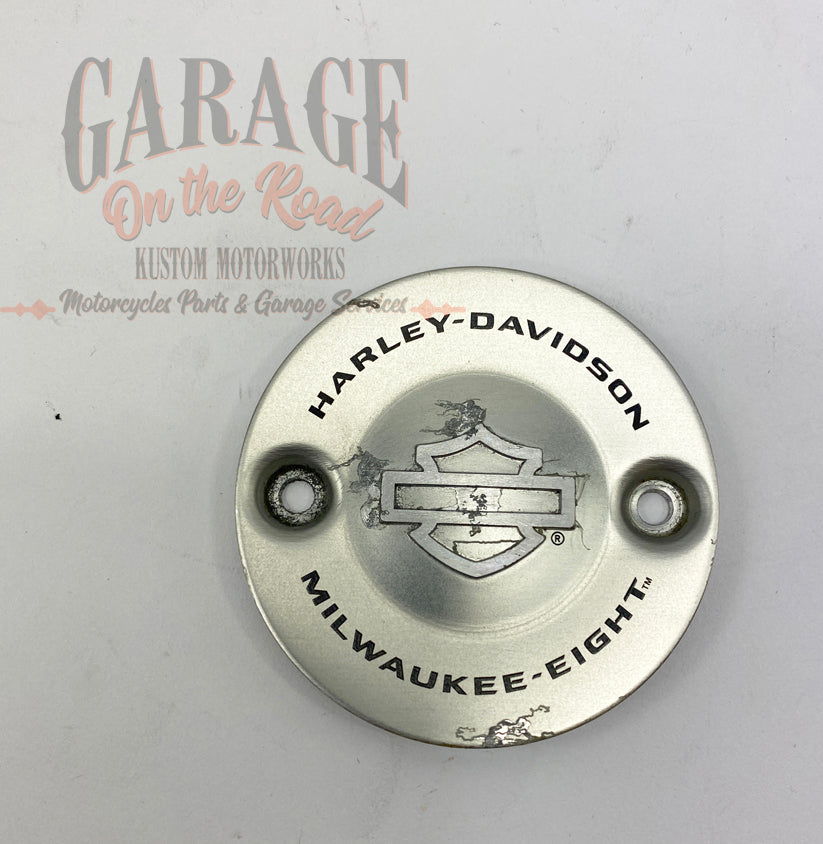 GARAGE
On the Road
KUSTOM MOTORWORKS
Motorcycles Parts & Garage Services
HARLEY-DAVIDSON
®
MILWAUKEE-EIGHT™